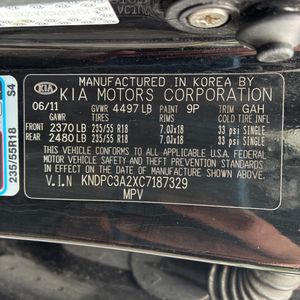 MANUFACTURED IN KOREA BY
KIA KIA MOTORS CORPORATION
06/11 GVWR 4497 LB PAINT 9P TRIM GAH
GAWR TIRES RIMS COLD TIRE INFL
FRONT 2370 LB 235/55 R18 7.0Jx18 33 psi SINGLE
REAR 2480 LB 235/55 R18 7.0Jx18 33 psi SINGLE
THIS VEHICLE CONFORMS TO ALL APPLICABLE U.S.A. FEDERAL
MOTOR VEHICLE SAFETY AND THEFT PREVENTION STANDARDS
IN EFFECT ON THE DATE OF MANUFACTURE SHOWN ABOVE.
V.I.N KNDPC3A2XC7187329
MPV
235/55R18 S4